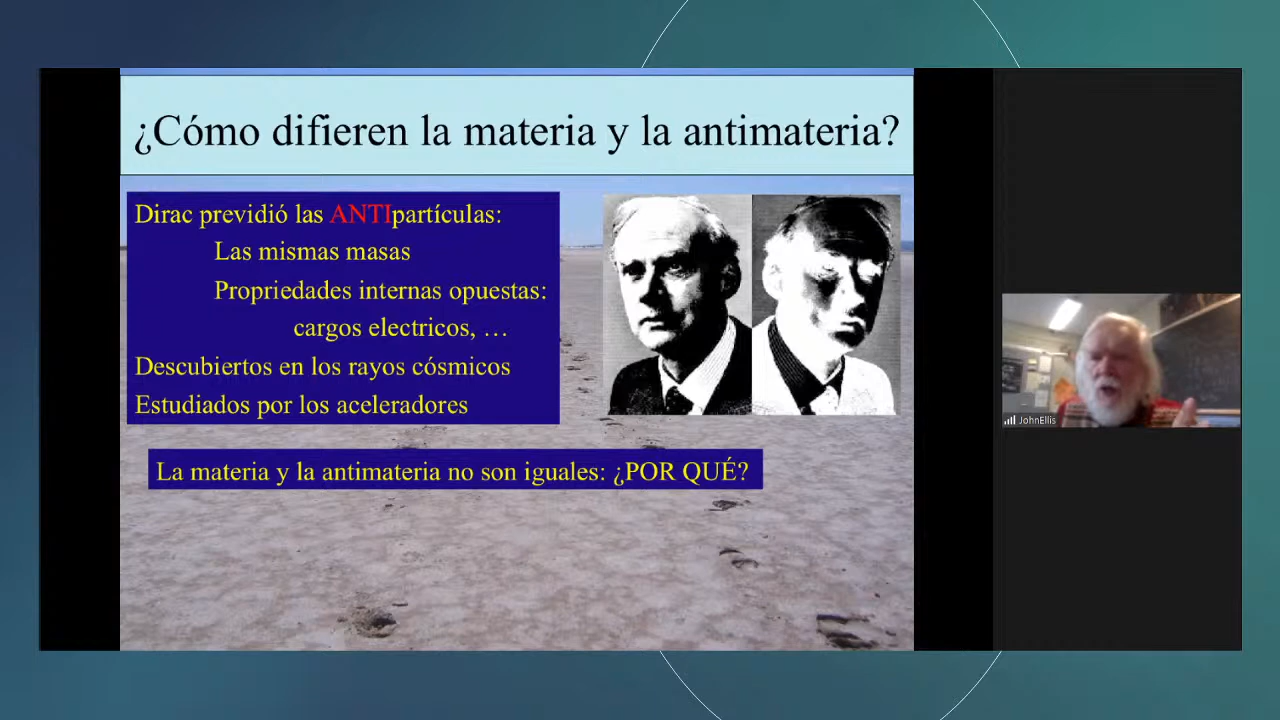 ¿Cómo difieren la materia y la antimateria?
Dirac previdió las ANTIpartículas:
Las mismas masas
Propriedades internas opuestas:
cargos electricos, …
Descubiertos en los rayos cósmicos
Estudiados por los aceleradores
La materia y la antimateria no son iguales: ¿POR QUÉ?
JohnEllis